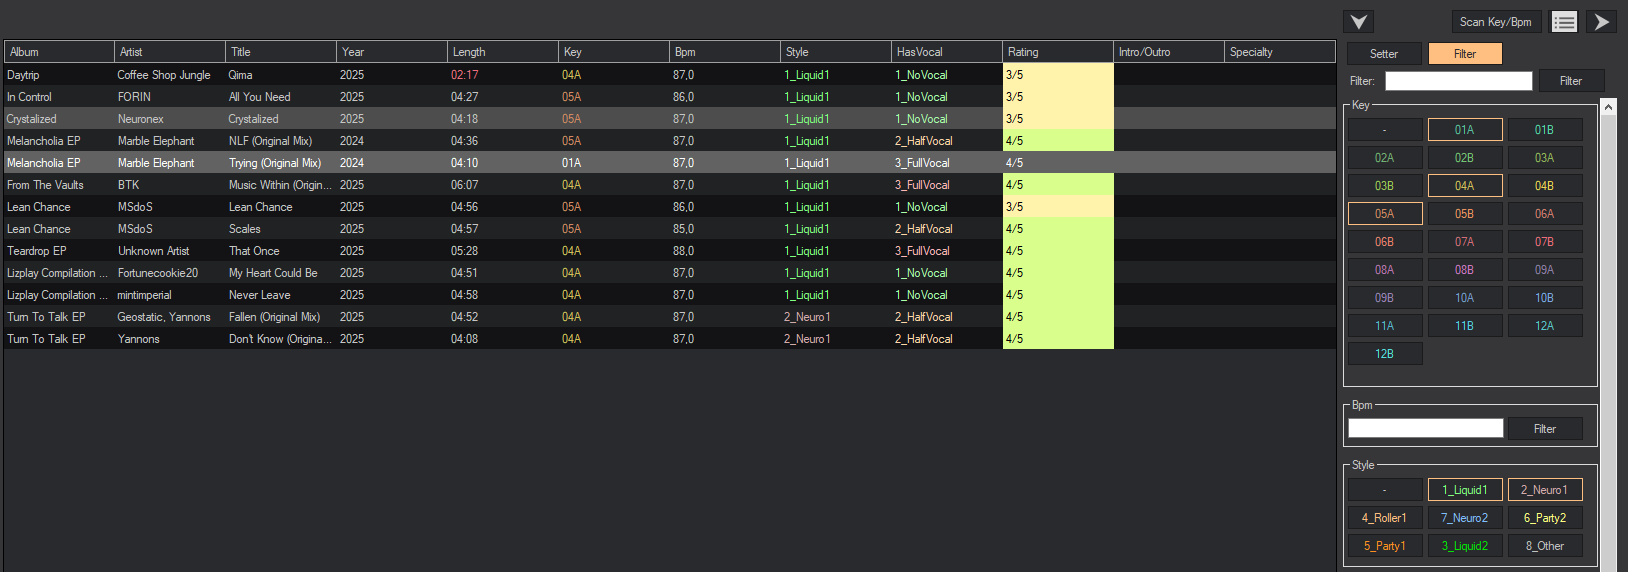 Scan Key/Bpm
Album Artist Title Year Length Key Bpm Style HasVocal Rating Intro/Outro Specialty
Daytrip Coffee Shop Jungle Qima 2025 02:17 04A 87,0 1_Liquid1 1_NoVocal 3/5
In Control FORIN All You Need 2025 04:27 05A 86,0 1_Liquid1 1_NoVocal 3/5
Crystalized Neuronex Crystalized 2025 04:18 05A 87,0 1_Liquid1 1_NoVocal 3/5
Melancholia EP Marble Elephant NLF (Original Mix) 2024 04:36 05A 87,0 1_Liquid1 2_HalfVocal 4/5
Melancholia EP Marble Elephant Trying (Original Mix) 2024 04:10 01A 87,0 1_Liquid1 3_FullVocal 4/5
From The Vaults BTK Music Within (Origin... 2025 06:07 04A 87,0 1_Liquid1 3_FullVocal 4/5
Lean Chance MSdoS Lean Chance 2025 04:56 05A 86,0 1_Liquid1 1_NoVocal 3/5
Lean Chance MSdoS Scales 2025 04:57 05A 85,0 1_Liquid1 2_HalfVocal 4/5
Teardrop EP Unknown Artist That Once 2025 05:28 04A 88,0 1_Liquid1 3_FullVocal 4/5
Lizplay Compilation ... Fortunecookie20 My Heart Could Be 2025 04:51 04A 87,0 1_Liquid1 1_NoVocal 4/5
Lizplay Compilation ... mintimperial Never Leave 2025 04:58 04A 87,0 1_Liquid1 1_NoVocal 4/5
Turn To Talk EP Geostatic, Yannons Fallen (Original Mix) 2025 04:52 04A 87,0 2_Neuro1 2_HalfVocal 4/5
Turn To Talk EP Yannons Don't Know (Origina... 2025 04:08 04A 87,0 2_Neuro1 2_HalfVocal 4/5
Setter Filter
Filter: Filter
Key
- 01A 01B
02A 02B 03A
03B 04A 04B
05A 05B 06A
06B 07A 07B
08A 08B 09A
09B 10A 10B
11A 11B 12A
12B
Bpm
Filter
Style
- 1_Liquid1 2_Neuro1
4_Roller1 7_Neuro2 6_Party2
5_Party1 3_Liquid2 8_Other